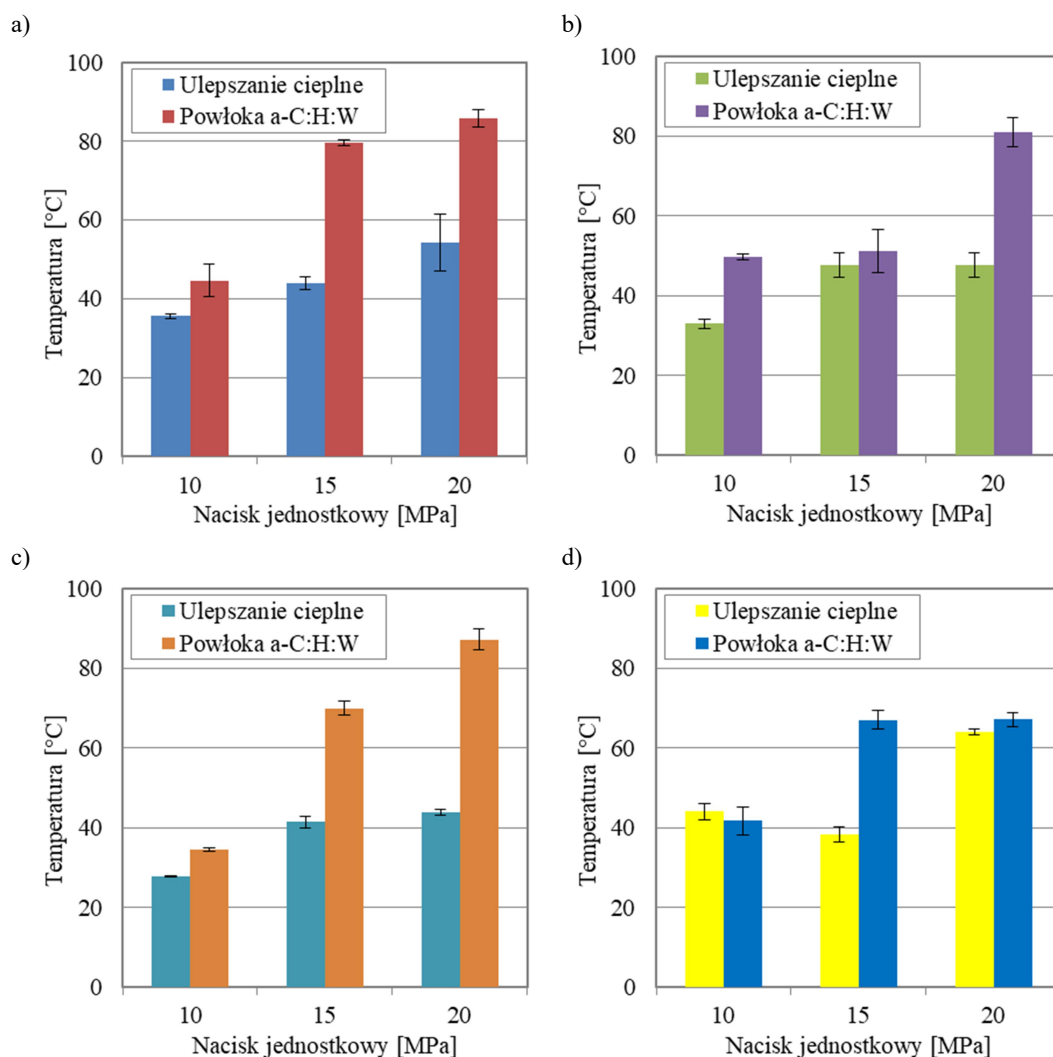 a)
100
80
60
40
20
0
Temperatura [°C]
Ulepszanie cieplne
Powłoka a-C:H:W
10 15 20
Nacisk jednostkowy [MPa]
b)
100
80
60
40
20
0
Temperatura [°C]
Ulepszanie cieplne
Powłoka a-C:H:W
10 15 20
Nacisk jednostkowy [MPa]
c)
100
80
60
40
20
0
Temperatura [°C]
Ulepszanie cieplne
Powłoka a-C:H:W
10 15 20
Nacisk jednostkowy [MPa]
d)
100
80
60
40
20
0
Temperatura [°C]
Ulepszanie cieplne
Powłoka a-C:H:W
10 15 20
Nacisk jednostkowy [MPa]